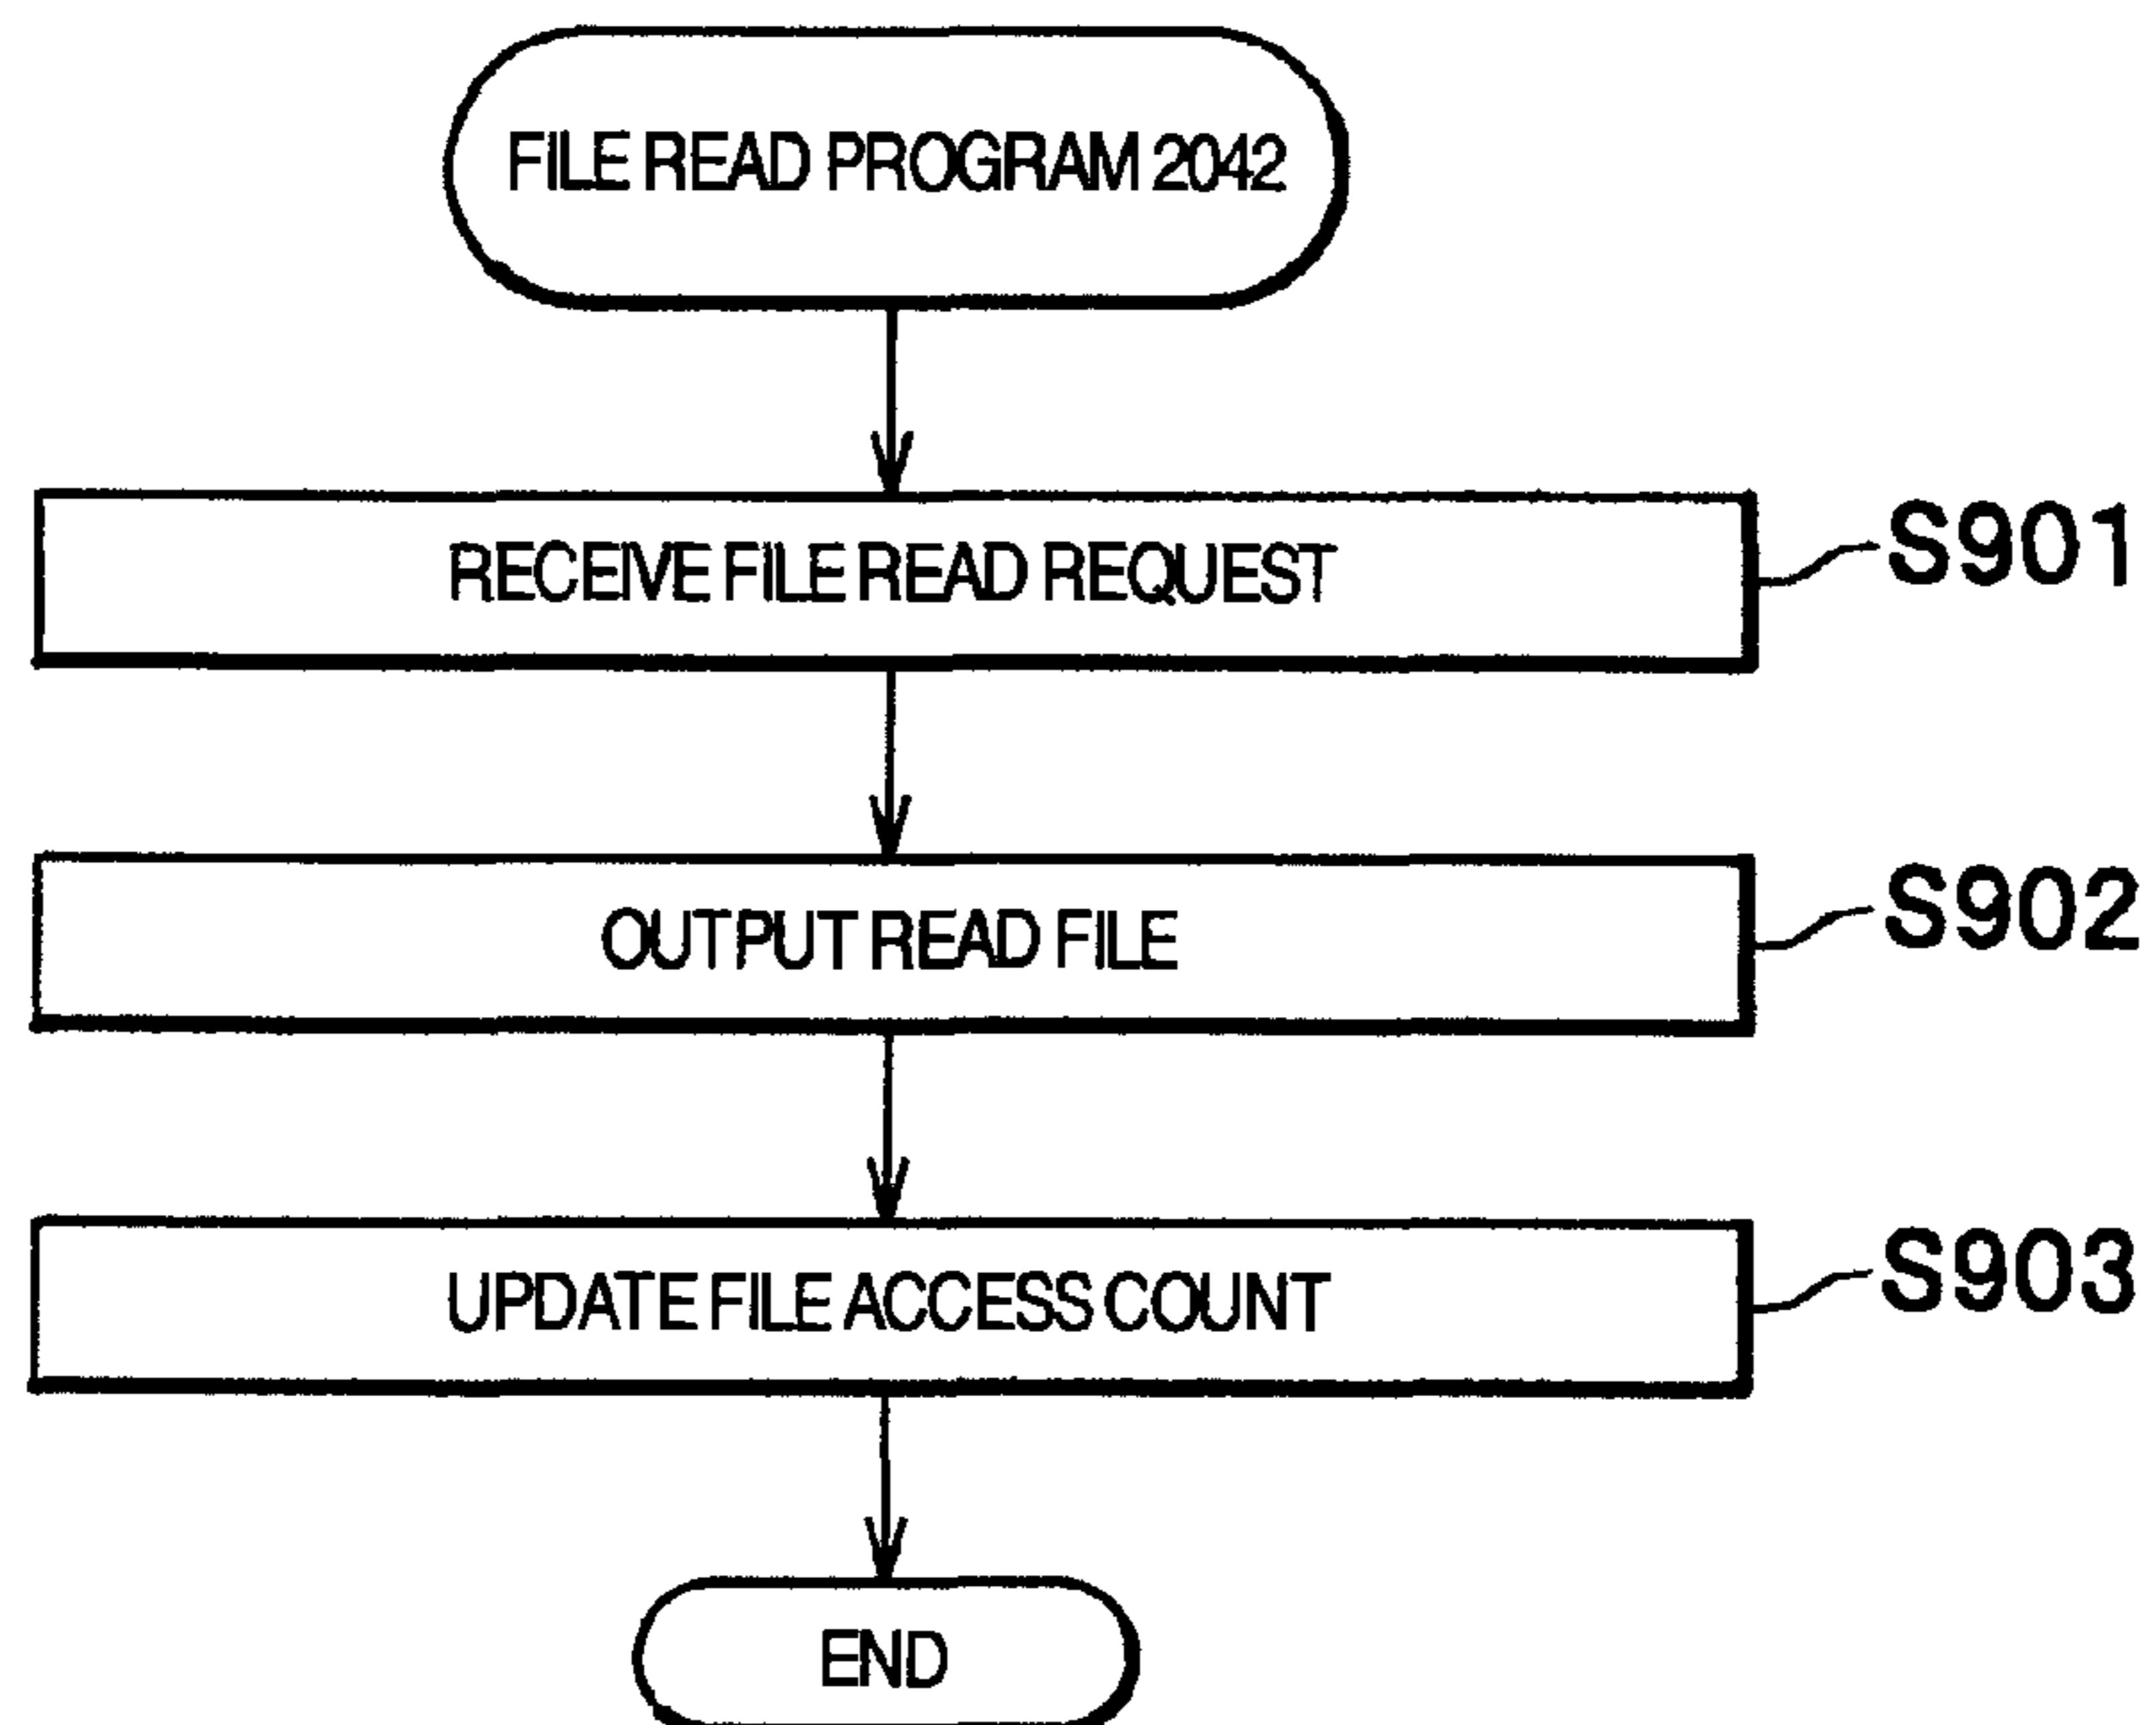 FILE READ PROGRAM 2042
RECEIVE FILE READ REQUEST
S901
OUTPUT READ FILE
S902
UPDATE FILE ACCESS COUNT
S903
END